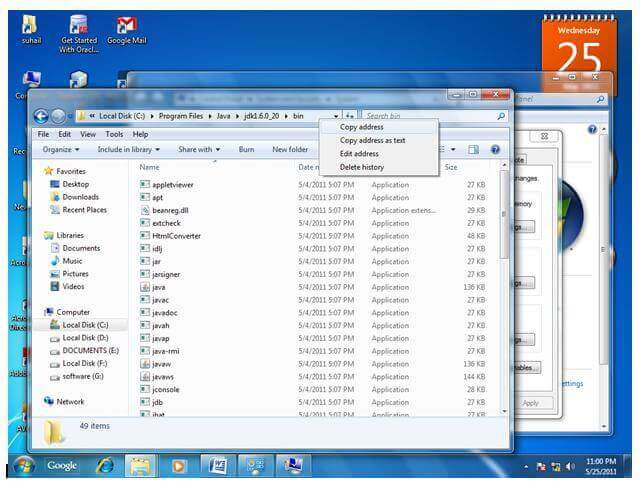 suhail
Get Started With Oracl...
Google Mail
Wednesday
25
Local Disk (C:) Program Files Java jdk1.6.0_20 bin
Search bin
Panel
Copy address
Copy address as text
Edit address
Delete history
File Edit View Tools Help
Organize Include in library Share with Burn New folder
Name Size
Favorites
Desktop
Downloads
Recent Places
Libraries
Documents
Music
Pictures
Videos
Computer
Local Disk (C:)
Local Disk (D:)
DOCUMENTS (E:)
Local Disk (F:)
software (G:)
Network
appletviewer 5/4/2011 5:07 PM Application 27 KB
apt 5/4/2011 5:07 PM Application 27 KB
beanreg.dll 5/4/2011 5:07 PM Application extens... 27 KB
extcheck 5/4/2011 5:07 PM Application 27 KB
HtmlConverter 5/4/2011 5:07 PM Application 48 KB
idlj 5/4/2011 5:07 PM Application 27 KB
jar 5/4/2011 5:07 PM Application 27 KB
jarsigner 5/4/2011 5:07 PM Application 27 KB
java 5/4/2011 5:07 PM Application 136 KB
javac 5/4/2011 5:07 PM Application 27 KB
javadoc 5/4/2011 5:07 PM Application 27 KB
javah 5/4/2011 5:07 PM Application 27 KB
javap 5/4/2011 5:07 PM Application 27 KB
java-rmi 5/4/2011 5:07 PM Application 27 KB
javaw 5/4/2011 5:07 PM Application 136 KB
javaws 5/4/2011 5:07 PM Application 144 KB
jconsole 5/4/2011 5:07 PM Application 27 KB
jdb 5/4/2011 5:07 PM Application 27 KB
jhat 5/4/2011 5:07 PM Application 27 KB
49 items
changes.
emory
gs...
gs...
gs...
ables...
ettings
Apply
Google
11:00 PM
5/25/2011